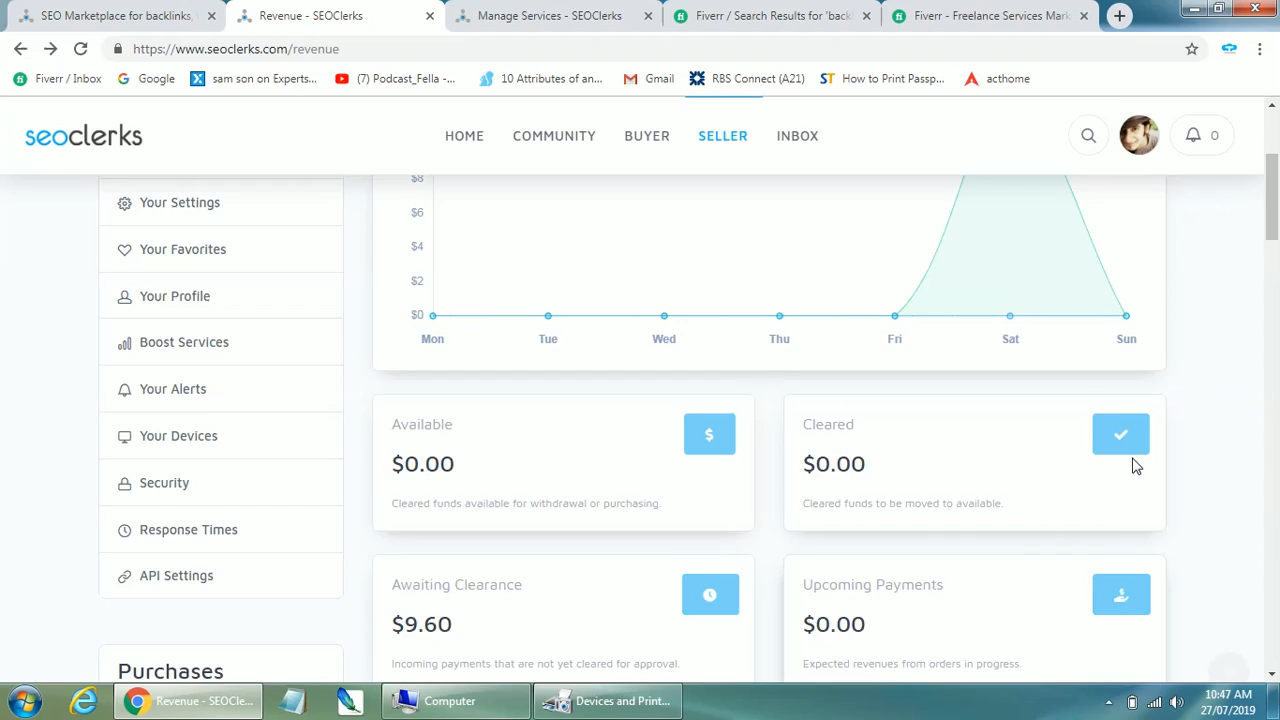 SEO Marketplace for backlinks,
Revenue - SEOClerks
Manage Services - SEOClerks
Fiverr / Search Results for 'backl
Fiverr - Freelance Services Mark
https://www.seoclerks.com/revenue
Fiverr / Inbox
Google
sam son on Experts...
(7) Podcast_Fella -...
10 Attributes of an...
Gmail
RBS Connect (A21)
How to Print Passp...
acthome
seoclerks
HOME
COMMUNITY
BUYER
SELLER
INBOX
0
Your Settings
Your Favorites
Your Profile
Boost Services
Your Alerts
Your Devices
Security
Response Times
API Settings
Purchases
$8
$6
$4
$2
$0
Mon Tue Wed Thu Fri Sat Sun
Available
$0.00
Cleared funds available for withdrawal or purchasing.
Cleared
$0.00
Cleared funds to be moved to available.
Awaiting Clearance
$9.60
Incoming payments that are not yet cleared for approval.
Upcoming Payments
$0.00
Expected revenues from orders in progress.
Revenue - SEOCle...
Computer
Devices and Print...
10:47 AM
27/07/2019